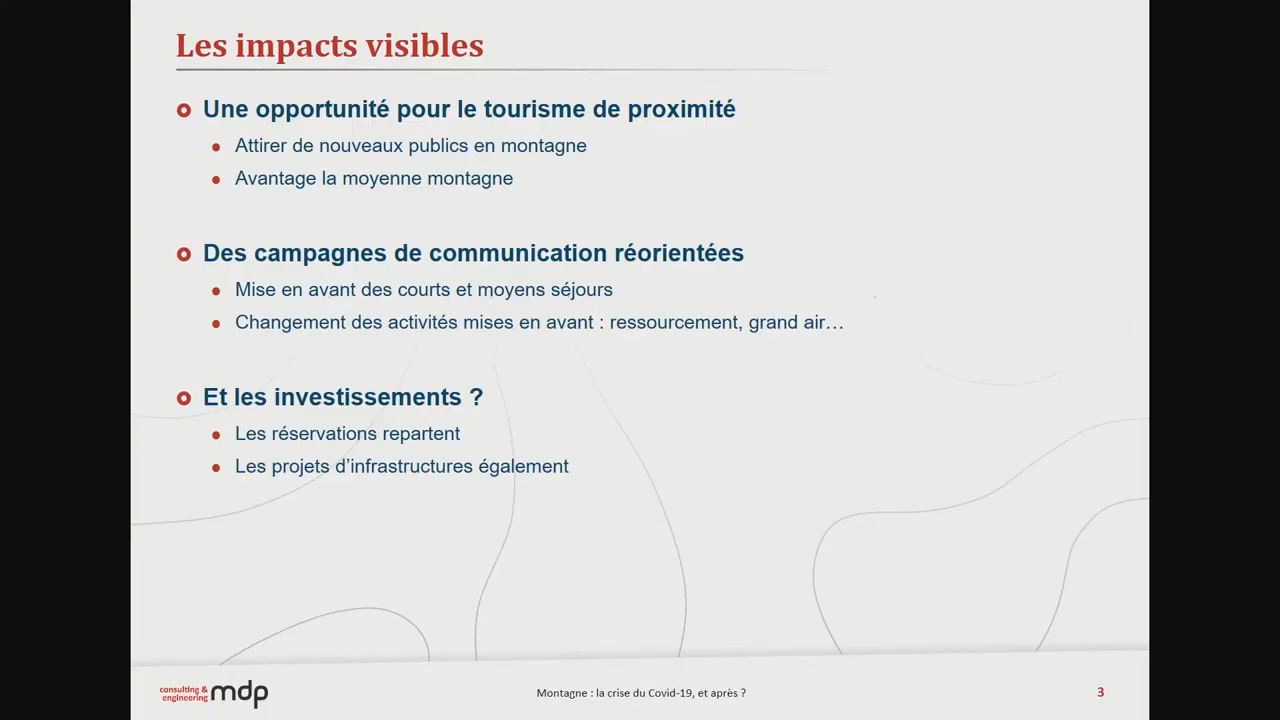 Les impacts visibles
Une opportunité pour le tourisme de proximité
Attirer de nouveaux publics en montagne
Avantage la moyenne montagne
Des campagnes de communication réorientées
Mise en avant des courts et moyens séjours
Changement des activités mises en avant : ressourcement, grand air…
Et les investissements ?
Les réservations repartent
Les projets d’infrastructures également
consulting &
engineering
mdp
Montagne : la crise du Covid-19, et après ?
3